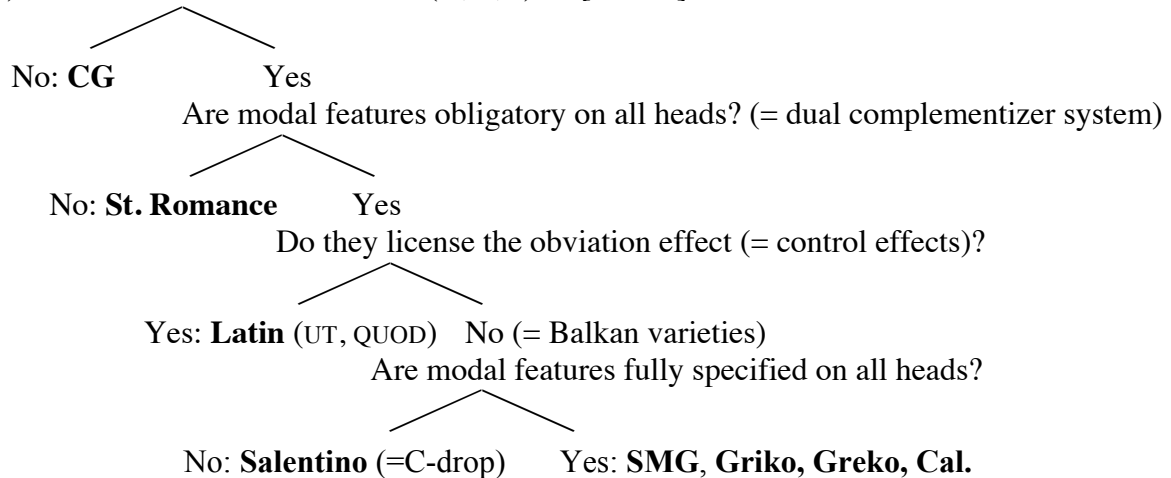 No: CG Yes
Are modal features obligatory on all heads? (= dual complementizer system)
No: St. Romance Yes
Do they license the obviation effect (= control effects)?
Yes: Latin (UT, QUOD) No (= Balkan varieties)
Are modal features fully specified on all heads?
No: Salentino (=C-drop) Yes: SMG, Griko, Greko, Cal.